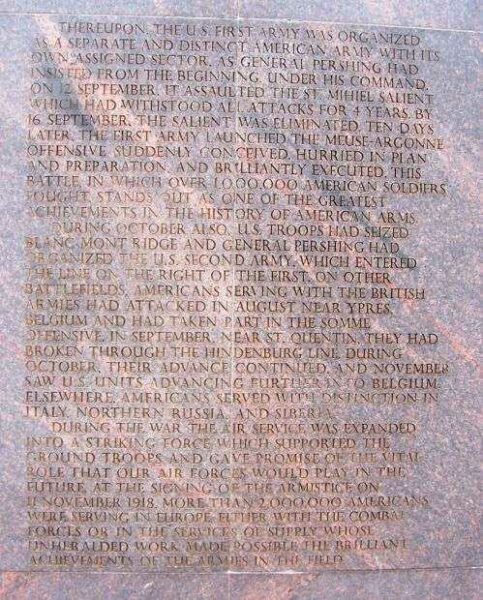 THEREUPON, THE U.S. FIRST ARMY WAS ORGANIZED
AS A SEPARATE AND DISTINCT AMERICAN ARMY WITH ITS
OWN ASSIGNED SECTOR, AS GENERAL PERSHING HAD
INSISTED FROM THE BEGINNING. UNDER HIS COMMAND,
ON 12 SEPTEMBER, IT ASSAULTED THE ST. MIHIEL SALIENT
WHICH HAD WITHSTOOD ALL ATTACKS FOR 4 YEARS. BY
16 SEPTEMBER, THE SALIENT WAS ELIMINATED. TEN DAYS
LATER, THE FIRST ARMY LAUNCHED THE MEUSE-ARGONNE
OFFENSIVE SUDDENLY CONCEIVED, HURRIED IN PLAN
AND PREPARATION, AND BRILLIANTLY EXECUTED. THIS
BATTLE, IN WHICH OVER 1,000,000 AMERICAN SOLDIERS
FOUGHT, STANDS OUT AS ONE OF THE GREATEST
ACHIEVEMENTS IN THE HISTORY OF AMERICAN ARMS.
DURING OCTOBER ALSO, U.S. TROOPS HAD SEIZED
BLANC MONT RIDGE AND GENERAL PERSHING HAD
ORGANIZED THE U.S. SECOND ARMY, WHICH ENTERED
THE LINE ON THE RIGHT OF THE FIRST. ON OTHER
BATTLEFIELDS, AMERICANS SERVING WITH THE BRITISH
ARMIES HAD ATTACKED IN AUGUST NEAR YPRES,
BELGIUM AND HAD TAKEN PART IN THE SOMME
OFFENSIVE. IN SEPTEMBER, NEAR ST. QUENTIN, THEY HAD
BROKEN THROUGH THE HINDENBURG LINE. DURING
OCTOBER, THEIR ADVANCE CONTINUED, AND NOVEMBER
SAW U.S. UNITS ADVANCING FURTHER INTO BELGIUM.
ELSEWHERE, AMERICANS SERVED WITH DISTINCTION IN
ITALY, NORTHERN RUSSIA, AND SIBERIA.
DURING THE WAR THE AIR SERVICE WAS EXPANDED
INTO A STRIKING FORCE WHICH SUPPORTED THE
GROUND TROOPS AND GAVE PROMISE OF THE VITAL
ROLE THAT OUR AIR FORCES WOULD PLAY IN THE
FUTURE. AT THE SIGNING OF THE ARMISTICE ON
11 NOVEMBER 1918, MORE THAN 2,000,000 AMERICANS
WERE SERVING IN EUROPE EITHER WITH THE COMBAT
FORCES OR IN THE SERVICES OF SUPPLY WHOSE
UNHERALDED WORK MADE POSSIBLE THE BRILLIANT
ACHIEVEMENTS OF THE ARMIES IN THE FIELD.